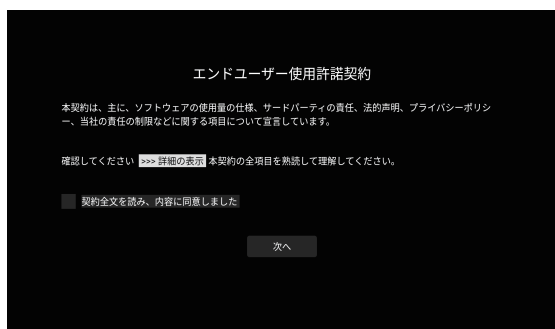 エンドユーザー使用許諾契約
本契約は、主に、ソフトウェアの使用量の仕様、サードパーティの責任、法的声明、プライバシーポリシ
ー、当社の責任の制限などに関する項目について宣言しています。
確認してください >>> 詳細の表示 本契約の全項目を熟読して理解してください。
契約全文を読み、内容に同意しました
次へ